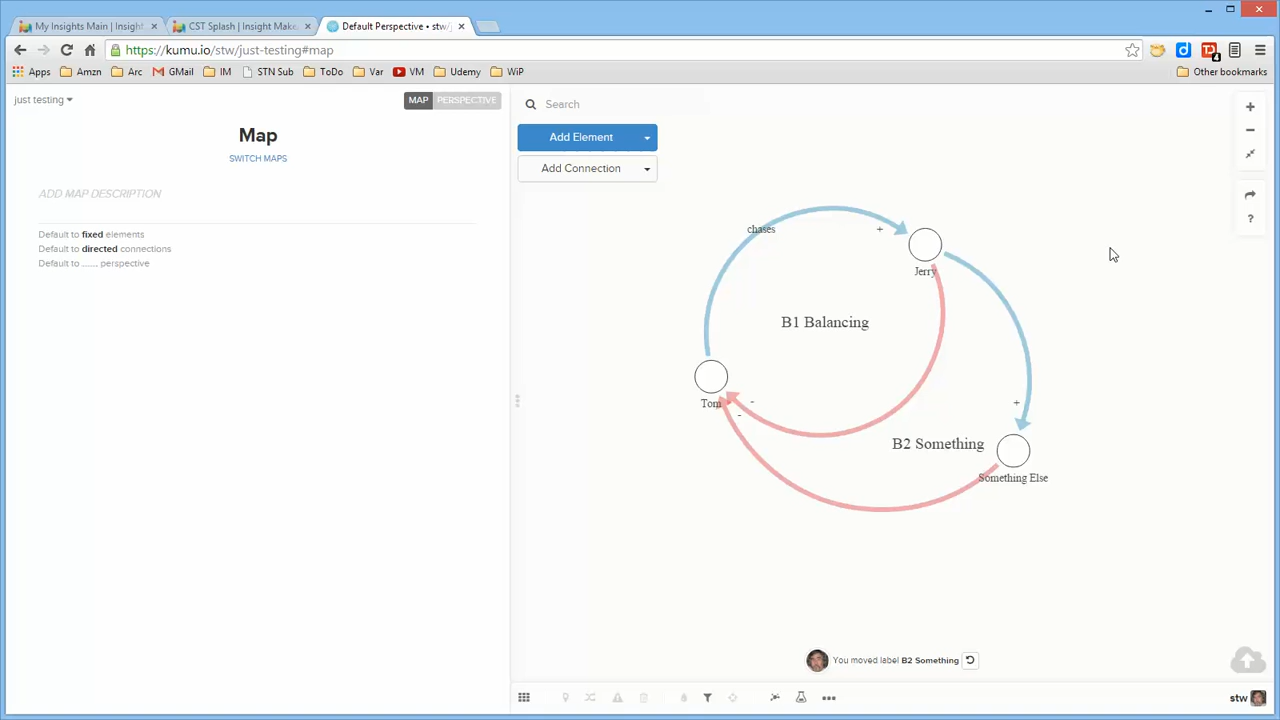 My Insights Main | Insight
CST Splash | Insight Make
Default Perspective • stw/j
https://kumu.io/stw/just-testing#map
4
Apps
Amzn
Arc
GMail
IM
STN Sub
ToDo
Var
VM
Udemy
WiP
Other bookmarks
just testing
MAP
PERSPECTIVE
Map
SWITCH MAPS
ADD MAP DESCRIPTION
Default to fixed elements
Default to directed connections
Default to ....... perspective
Search
Add Element
Add Connection
+
−
?
chases
+
Jerry
B1 Balancing
Tom
-
-
+
B2 Something
Something Else
You moved label B2 Something
stw